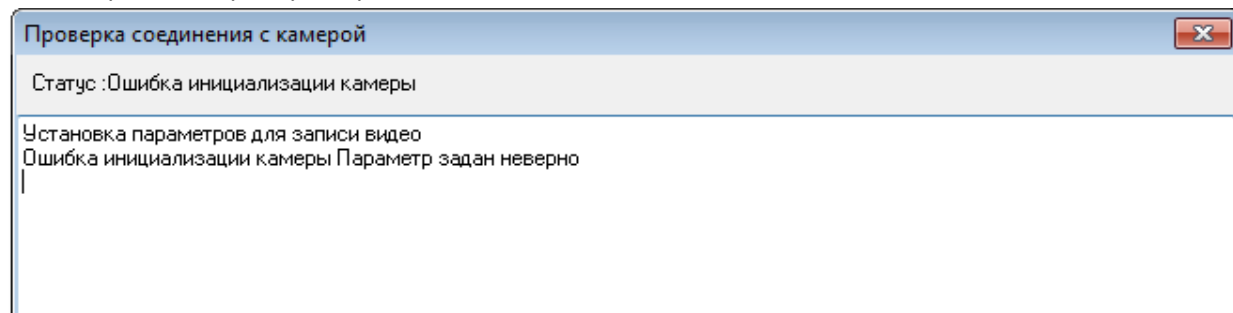 Проверка соединения с камерой
Статус :Ошибка инициализации камеры
Установка параметров для записи видео
Ошибка инициализации камеры Параметр задан неверно